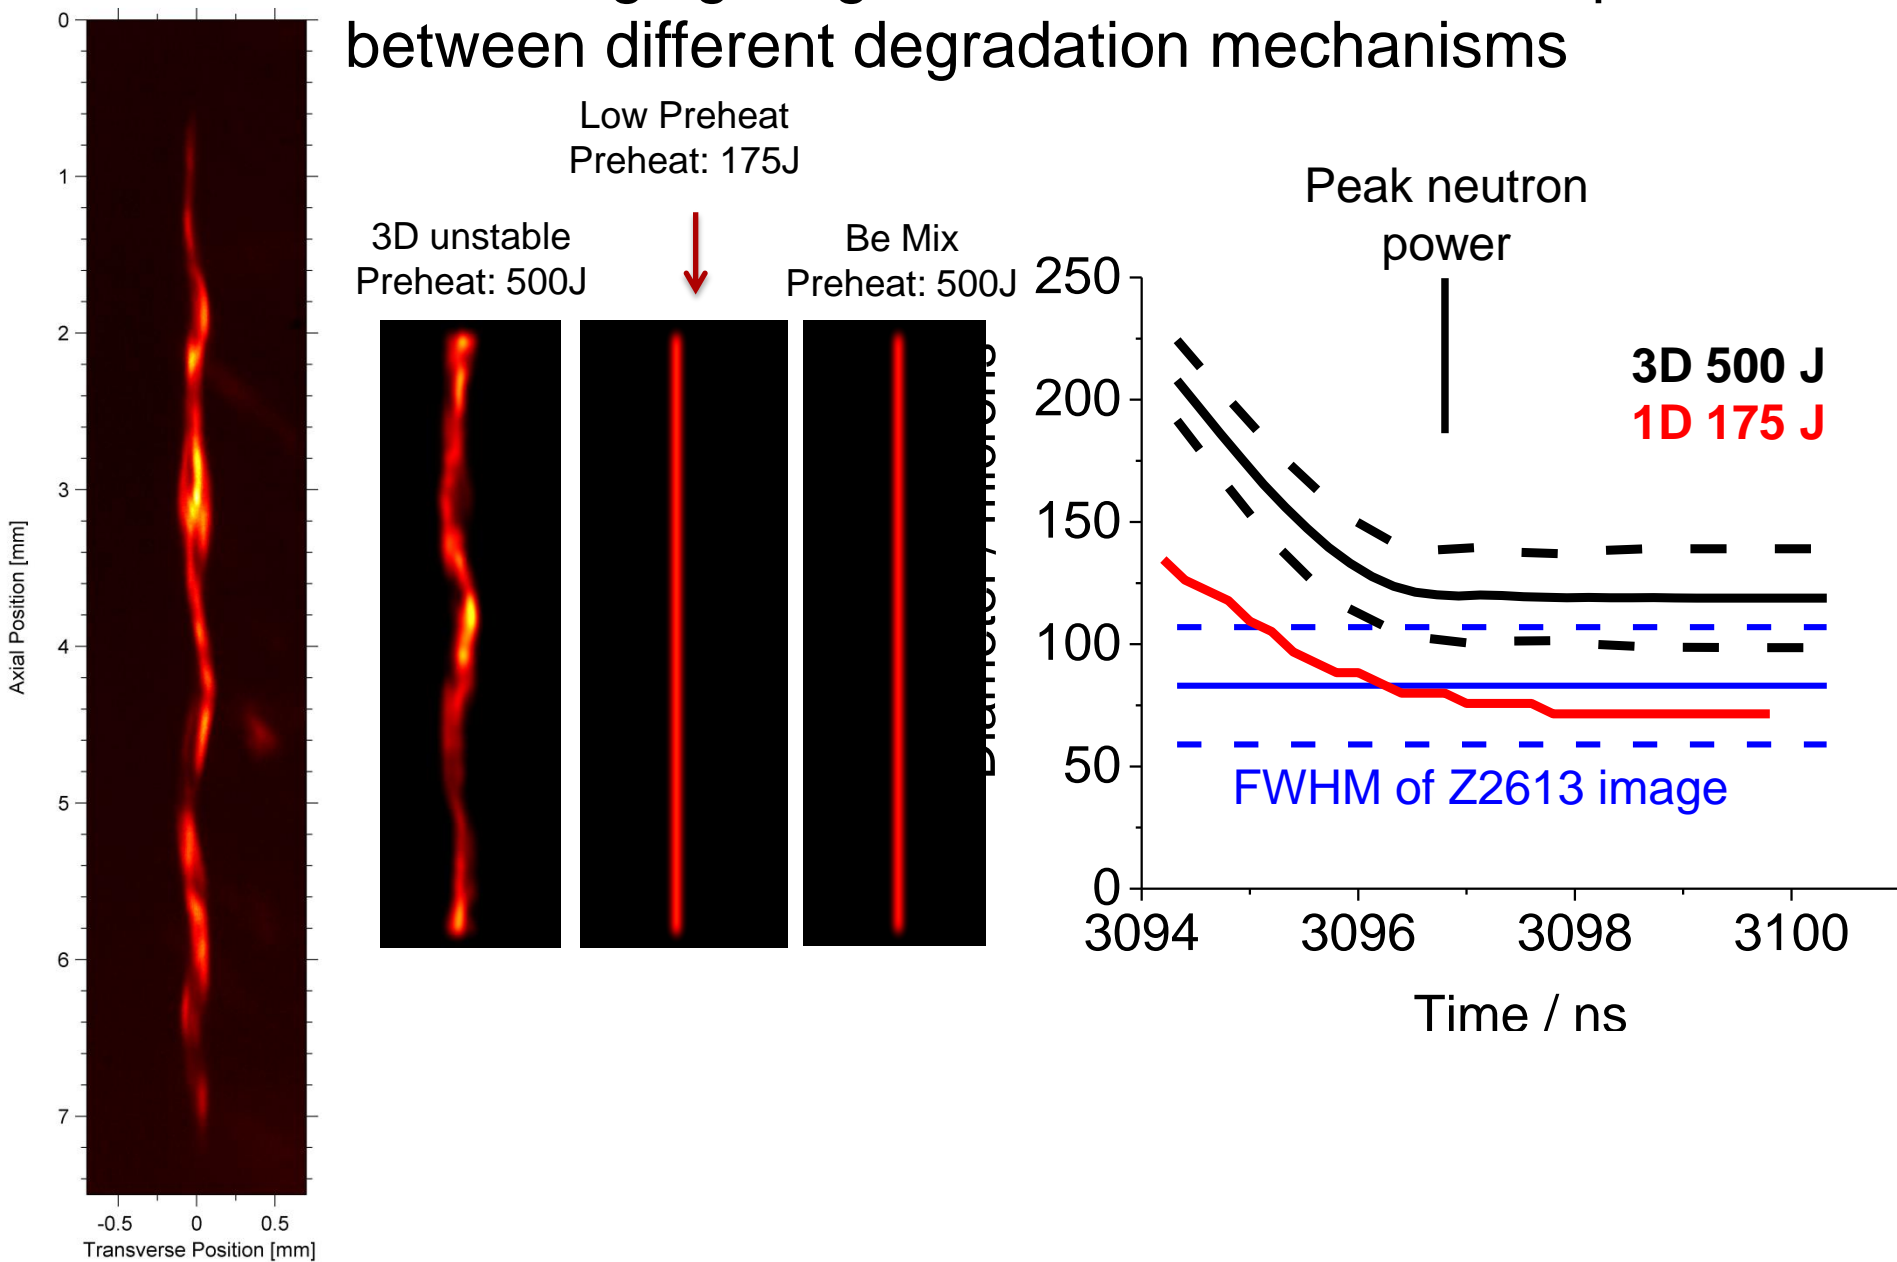 between different degradation mechanisms
Low Preheat
Preheat: 175J
3D unstable
Preheat: 500J
Be Mix
Preheat: 500J
0
1
2
3
4
5
6
7
Axial Position [mm]
-0.5 0 0.5
Transverse Position [mm]
Peak neutron
power
3D 500 J
1D 175 J
FWHM of Z2613 image
250
200
150
100
50
0
3094 3096 3098 3100
Time / ns